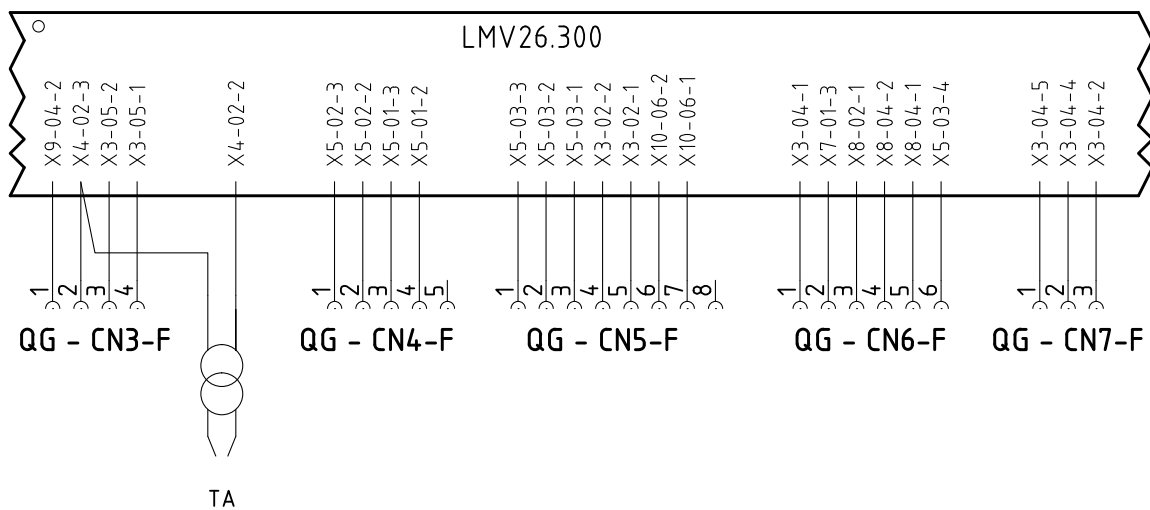 LMV26.300
X9-04-2
X4-02-3
X3-05-2
X3-05-1
X4-02-2
X5-02-3
X5-02-2
X5-01-3
X5-01-2
X5-03-3
X5-03-2
X5-03-1
X3-02-2
X3-02-1
X10-06-2
X10-06-1
X3-04-1
X7-01-3
X8-02-1
X8-04-2
X8-04-1
X5-03-4
X3-04-5
X3-04-4
X3-04-2
1 2 3 4
1 2 3 4 5
1 2 3 4 5 6 7 8
1 2 3 4 5 6
1 2 3
QG - CN3-F
QG - CN4-F
QG - CN5-F
QG - CN6-F
QG - CN7-F
TA